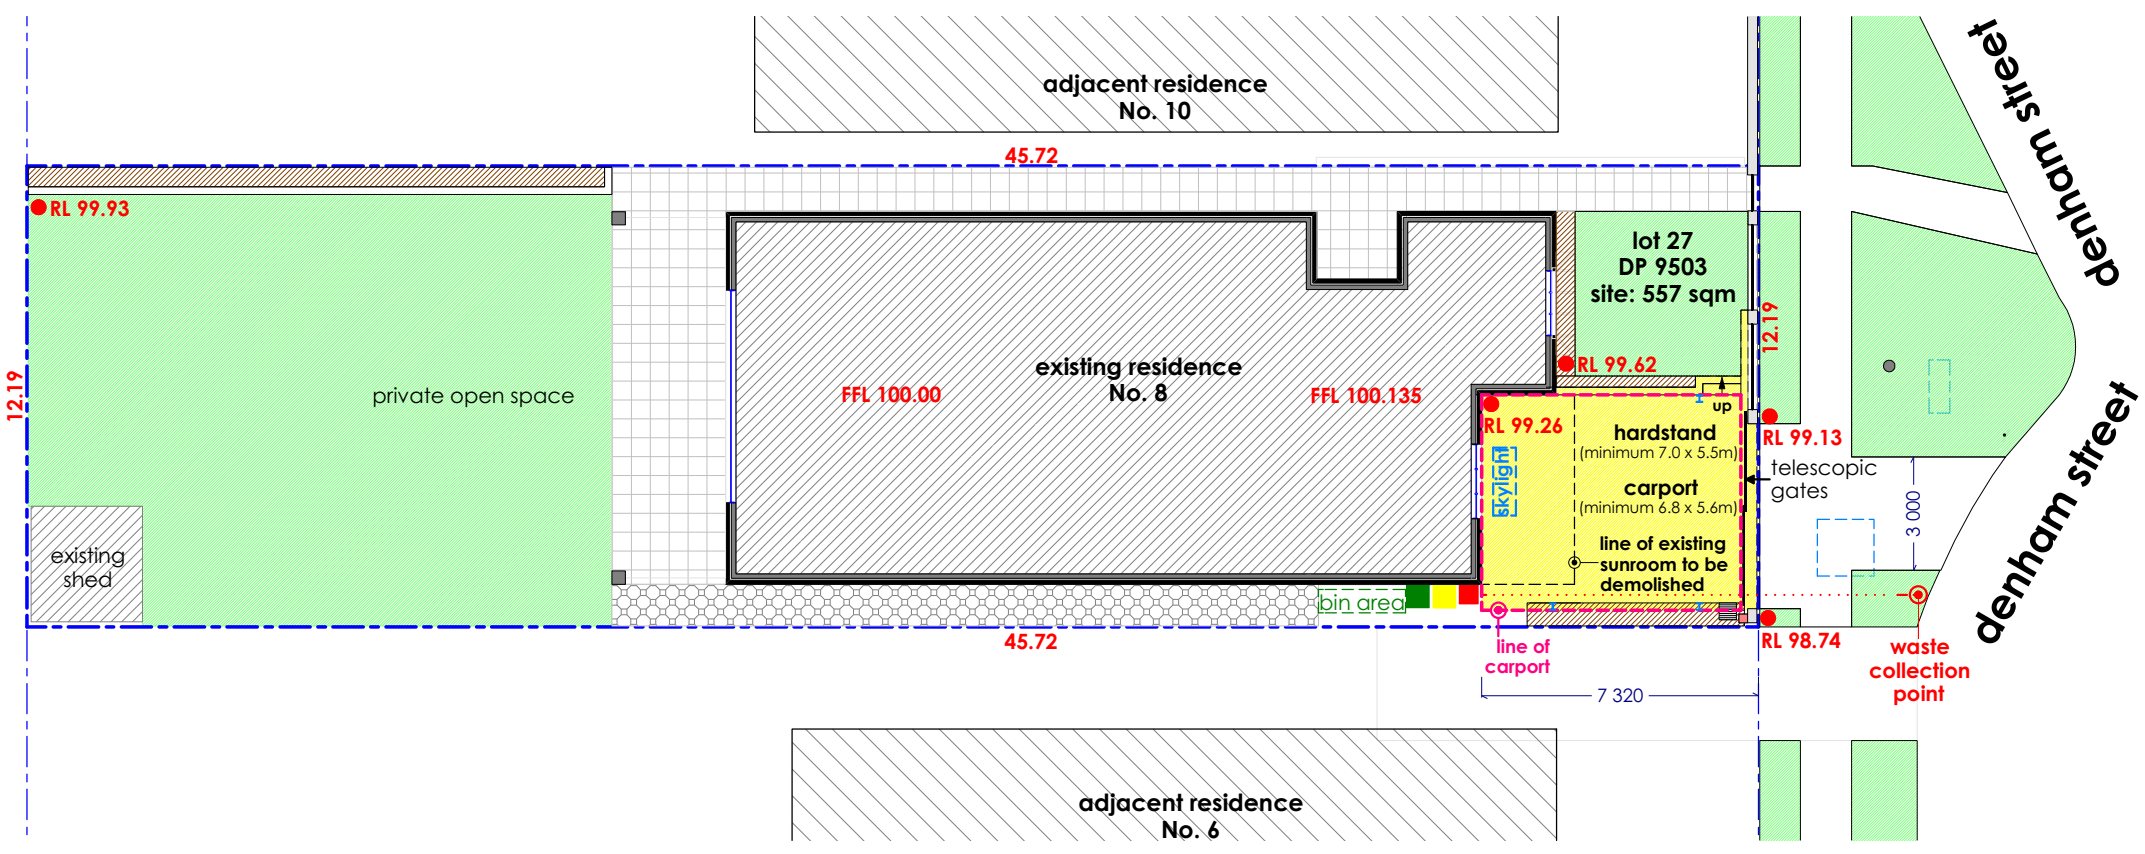 adjacent residence
No. 10
denham street
45.72
RL 99.93
lot 27
DP 9503
site: 557 sqm
12.19
12.19
private open space
existing residence
No. 8
FFL 100.00
FFL 100.135
RL 99.62
up
RL 99.26
hardstand
(minimum 7.0 x 5.5m)
skylight
carport
(minimum 6.8 x 5.6m)
RL 99.13
telescopic
gates
3 000
line of existing
sunroom to be
demolished
existing
shed
bin area
denham street
45.72
line of
carport
RL 98.74
waste
collection
point
7 320
adjacent residence
No. 6